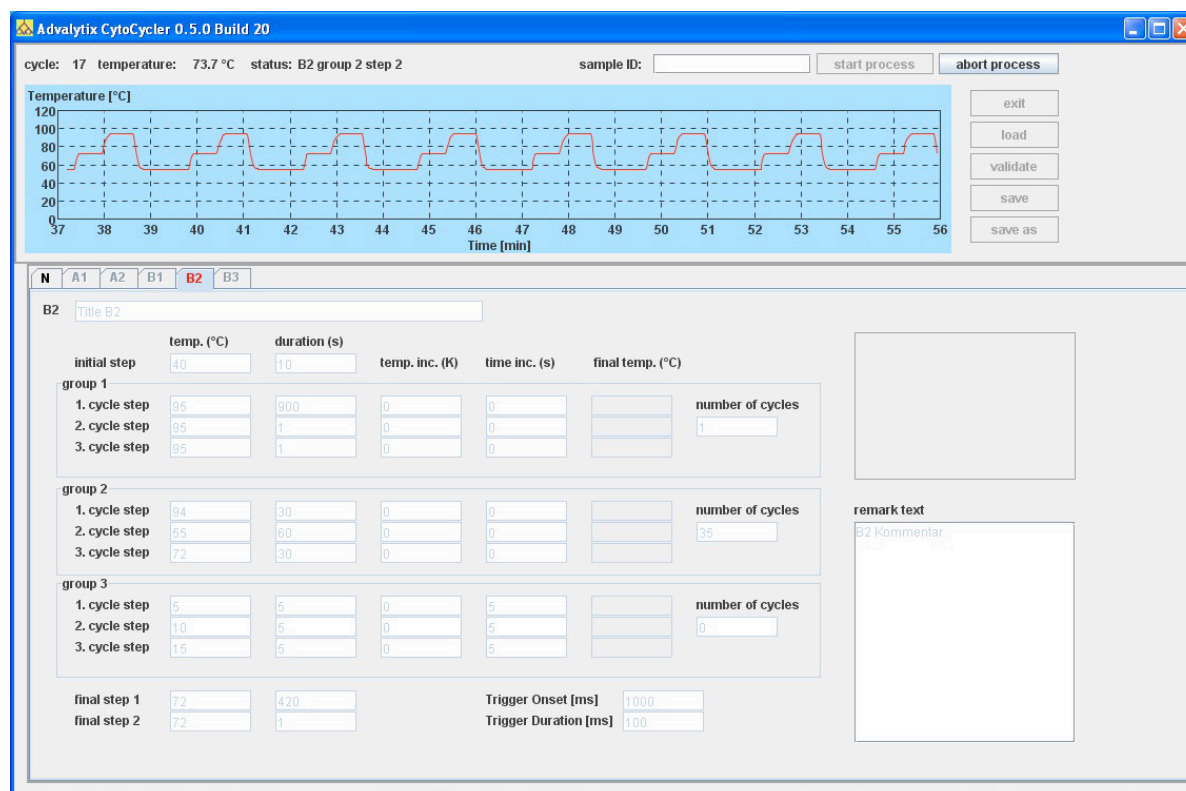 Advalytix CytoCycler 0.5.0 Build 20
cycle: 17 temperature: 73.7 °C status: B2 group 2 step 2 sample ID: start process abort process
Temperature [°C]
120
100
80
60
40
20
0
37 38 39 40 41 42 43 44 45 46 47 48 49 50 51 52 53 54 55 56
Time [min]
exit
load
validate
save
save as
N A1 A2 B1 B2 B3
B2 Title B2
temp. (°C) duration (s)
initial step 40 10 temp. inc. (K) time inc. (s) final temp. (°C)
group 1
1. cycle step 95 900 0 0 number of cycles
2. cycle step 95 1 0 0 1
3. cycle step 95 1 0 0
group 2
1. cycle step 94 30 0 0 number of cycles
2. cycle step 55 60 0 0 35
3. cycle step 72 30 0 0
group 3
1. cycle step 5 5 0 5 number of cycles
2. cycle step 10 5 0 5 0
3. cycle step 15 5 0 5
final step 1 72 420 Trigger Onset [ms] 1000
final step 2 72 1 Trigger Duration [ms] 100
remark text
B2 Kommentar